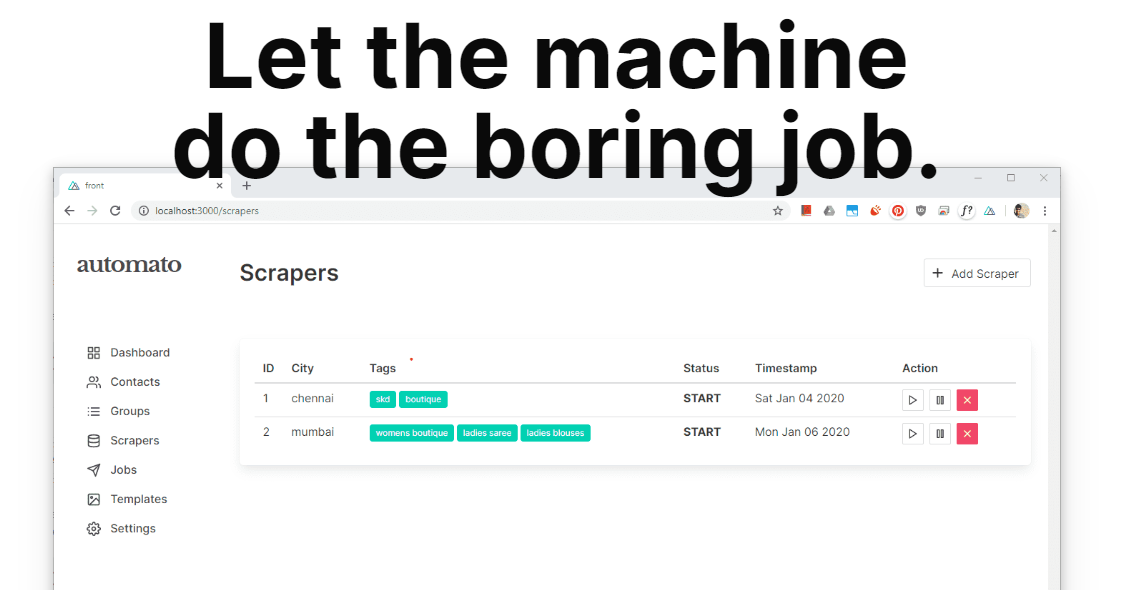 Let the machine
do the boring job.
front
localhost:3000/scrapers
f?
automato
Scrapers
Add Scraper
Dashboard
Contacts
Groups
Scrapers
Jobs
Templates
Settings
ID City Tags Status Timestamp Action
1 chennai skd boutique START Sat Jan 04 2020
2 mumbai womens boutique ladies saree ladies blouses START Mon Jan 06 2020